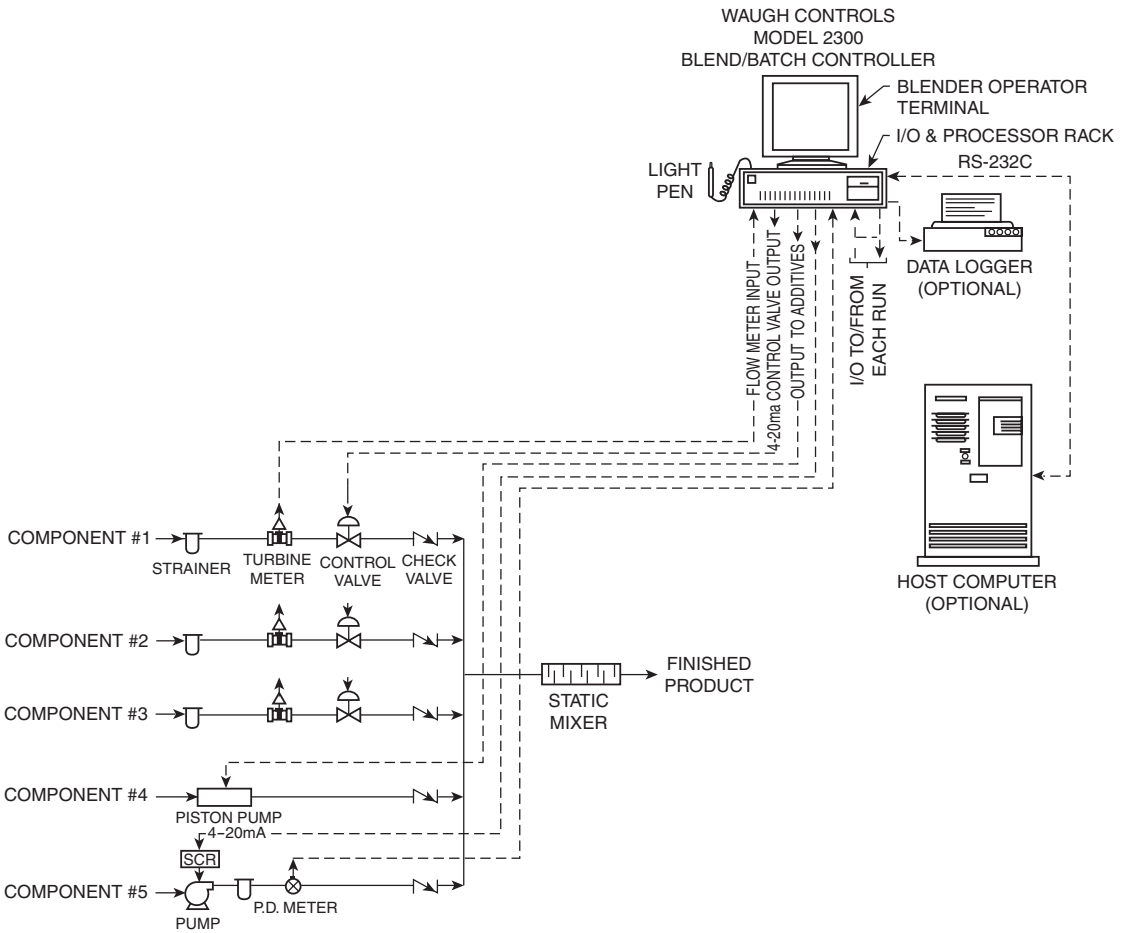 WAUGH CONTROLS
MODEL 2300
BLEND/BATCH CONTROLLER
BLENDER OPERATOR
TERMINAL
I/O & PROCESSOR RACK
RS-232C
LIGHT
PEN
DATA LOGGER
(OPTIONAL)
FLOW METER INPUT
4-20ma CONTROL VALVE OUTPUT
OUTPUT TO ADDITIVES
I/O TO/FROM
EACH RUN
HOST COMPUTER
(OPTIONAL)
COMPONENT #1
STRAINER
TURBINE
METER
CONTROL
VALVE
CHECK
VALVE
COMPONENT #2
COMPONENT #3
FINISHED
PRODUCT
STATIC
MIXER
COMPONENT #4
PISTON PUMP
4-20mA
SCR
COMPONENT #5
PUMP
P.D. METER